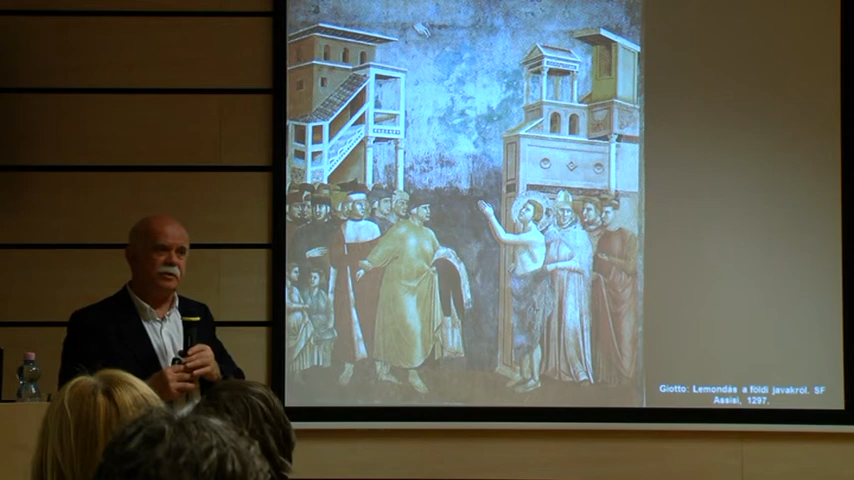 Giotto: Lemondás a földi javakról. SF
Assisi, 1297.